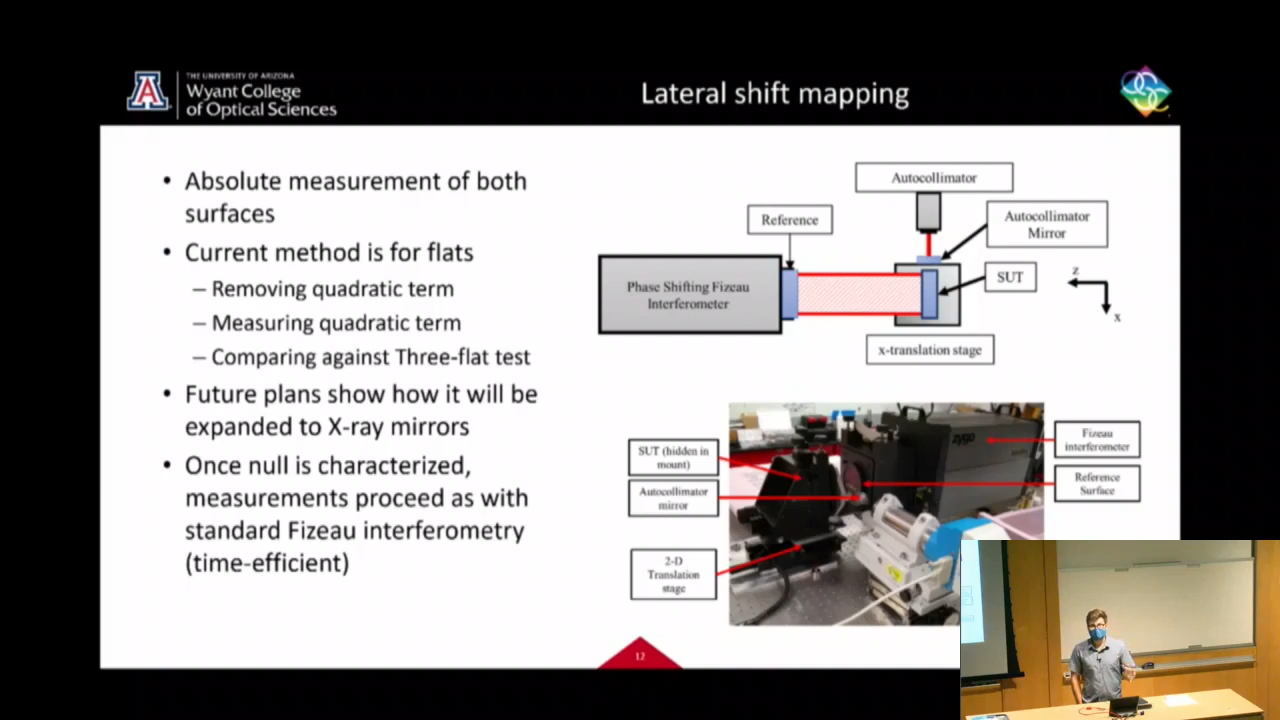 THE UNIVERSITY OF ARIZONA
Wyant College
of Optical Sciences
Lateral shift mapping
• Absolute measurement of both
surfaces
• Current method is for flats
– Removing quadratic term
– Measuring quadratic term
– Comparing against Three-flat test
• Future plans show how it will be
expanded to X-ray mirrors
• Once null is characterized,
measurements proceed as with
standard Fizeau interferometry
(time-efficient)
Autocollimator
Reference
Autocollimator
Mirror
Phase Shifting Fizeau
Interferometer
SUT
z
x
x-translation stage
SUT (hidden in
mount)
Autocollimator
mirror
2-D
Translation
stage
zygo
Fizeau
interferometer
Reference
Surface
12